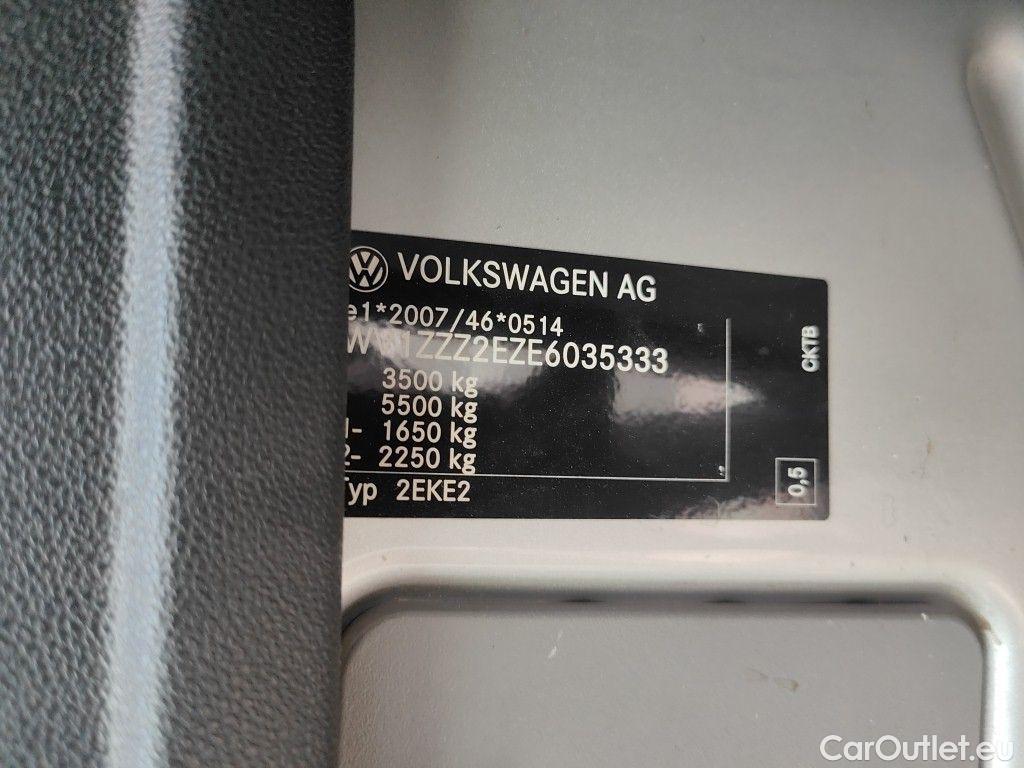 VOLKSWAGEN AG
e1*2007/46*0514
WV1ZZZ2EZE6035333
3500 kg
5500 kg
1- 1650 kg
2- 2250 kg
Typ 2EKE2
CKTB
0,5
CarOutlet.eu